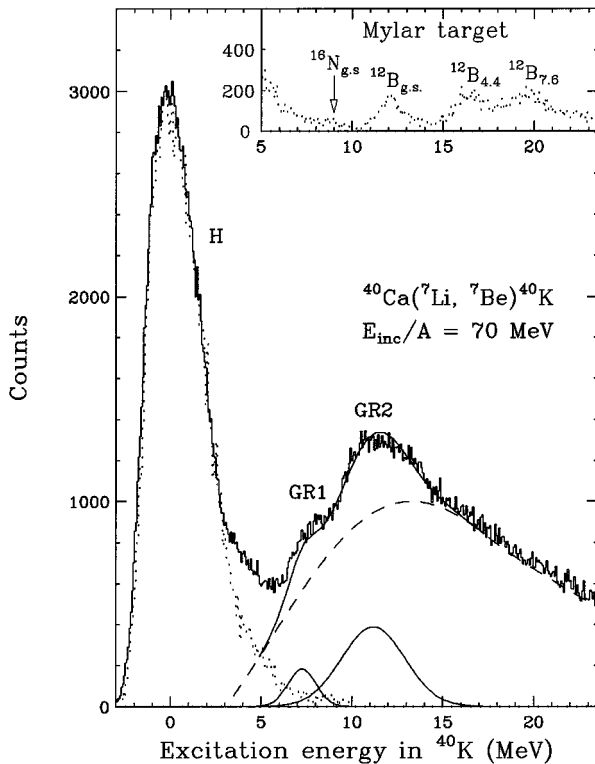 Mylar target
400
200
0
¹⁶N_g.s
¹²B_g.s.
¹²B_4.4
¹²B_7.6
5
10
15
20
3000
2000
1000
0
H
⁴⁰Ca(⁷Li, ⁷Be)⁴⁰K
E_inc/A = 70 MeV
GR2
GR1
Counts
0
5
10
15
20
Excitation energy in ⁴⁰K (MeV)